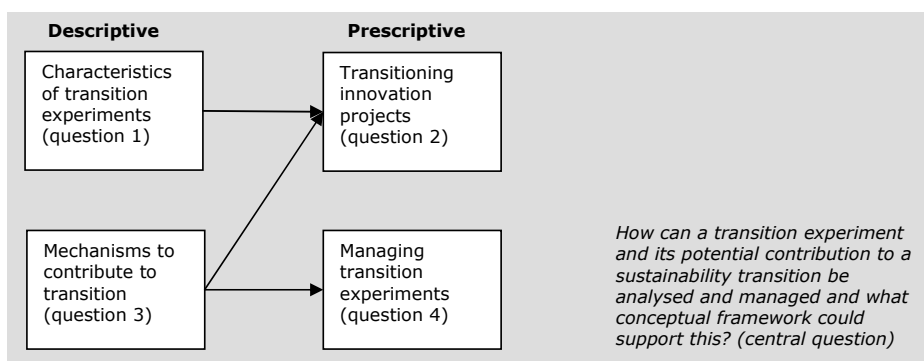 Descriptive
Prescriptive
Characteristics
of transition
experiments
(question 1)
Transitioning
innovation
projects
(question 2)
Mechanisms to
contribute to
transition
(question 3)
Managing
transition
experiments
(question 4)
How can a transition experiment
and its potential contribution to a
sustainability transition be
analysed and managed and what
conceptual framework could
support this? (central question)